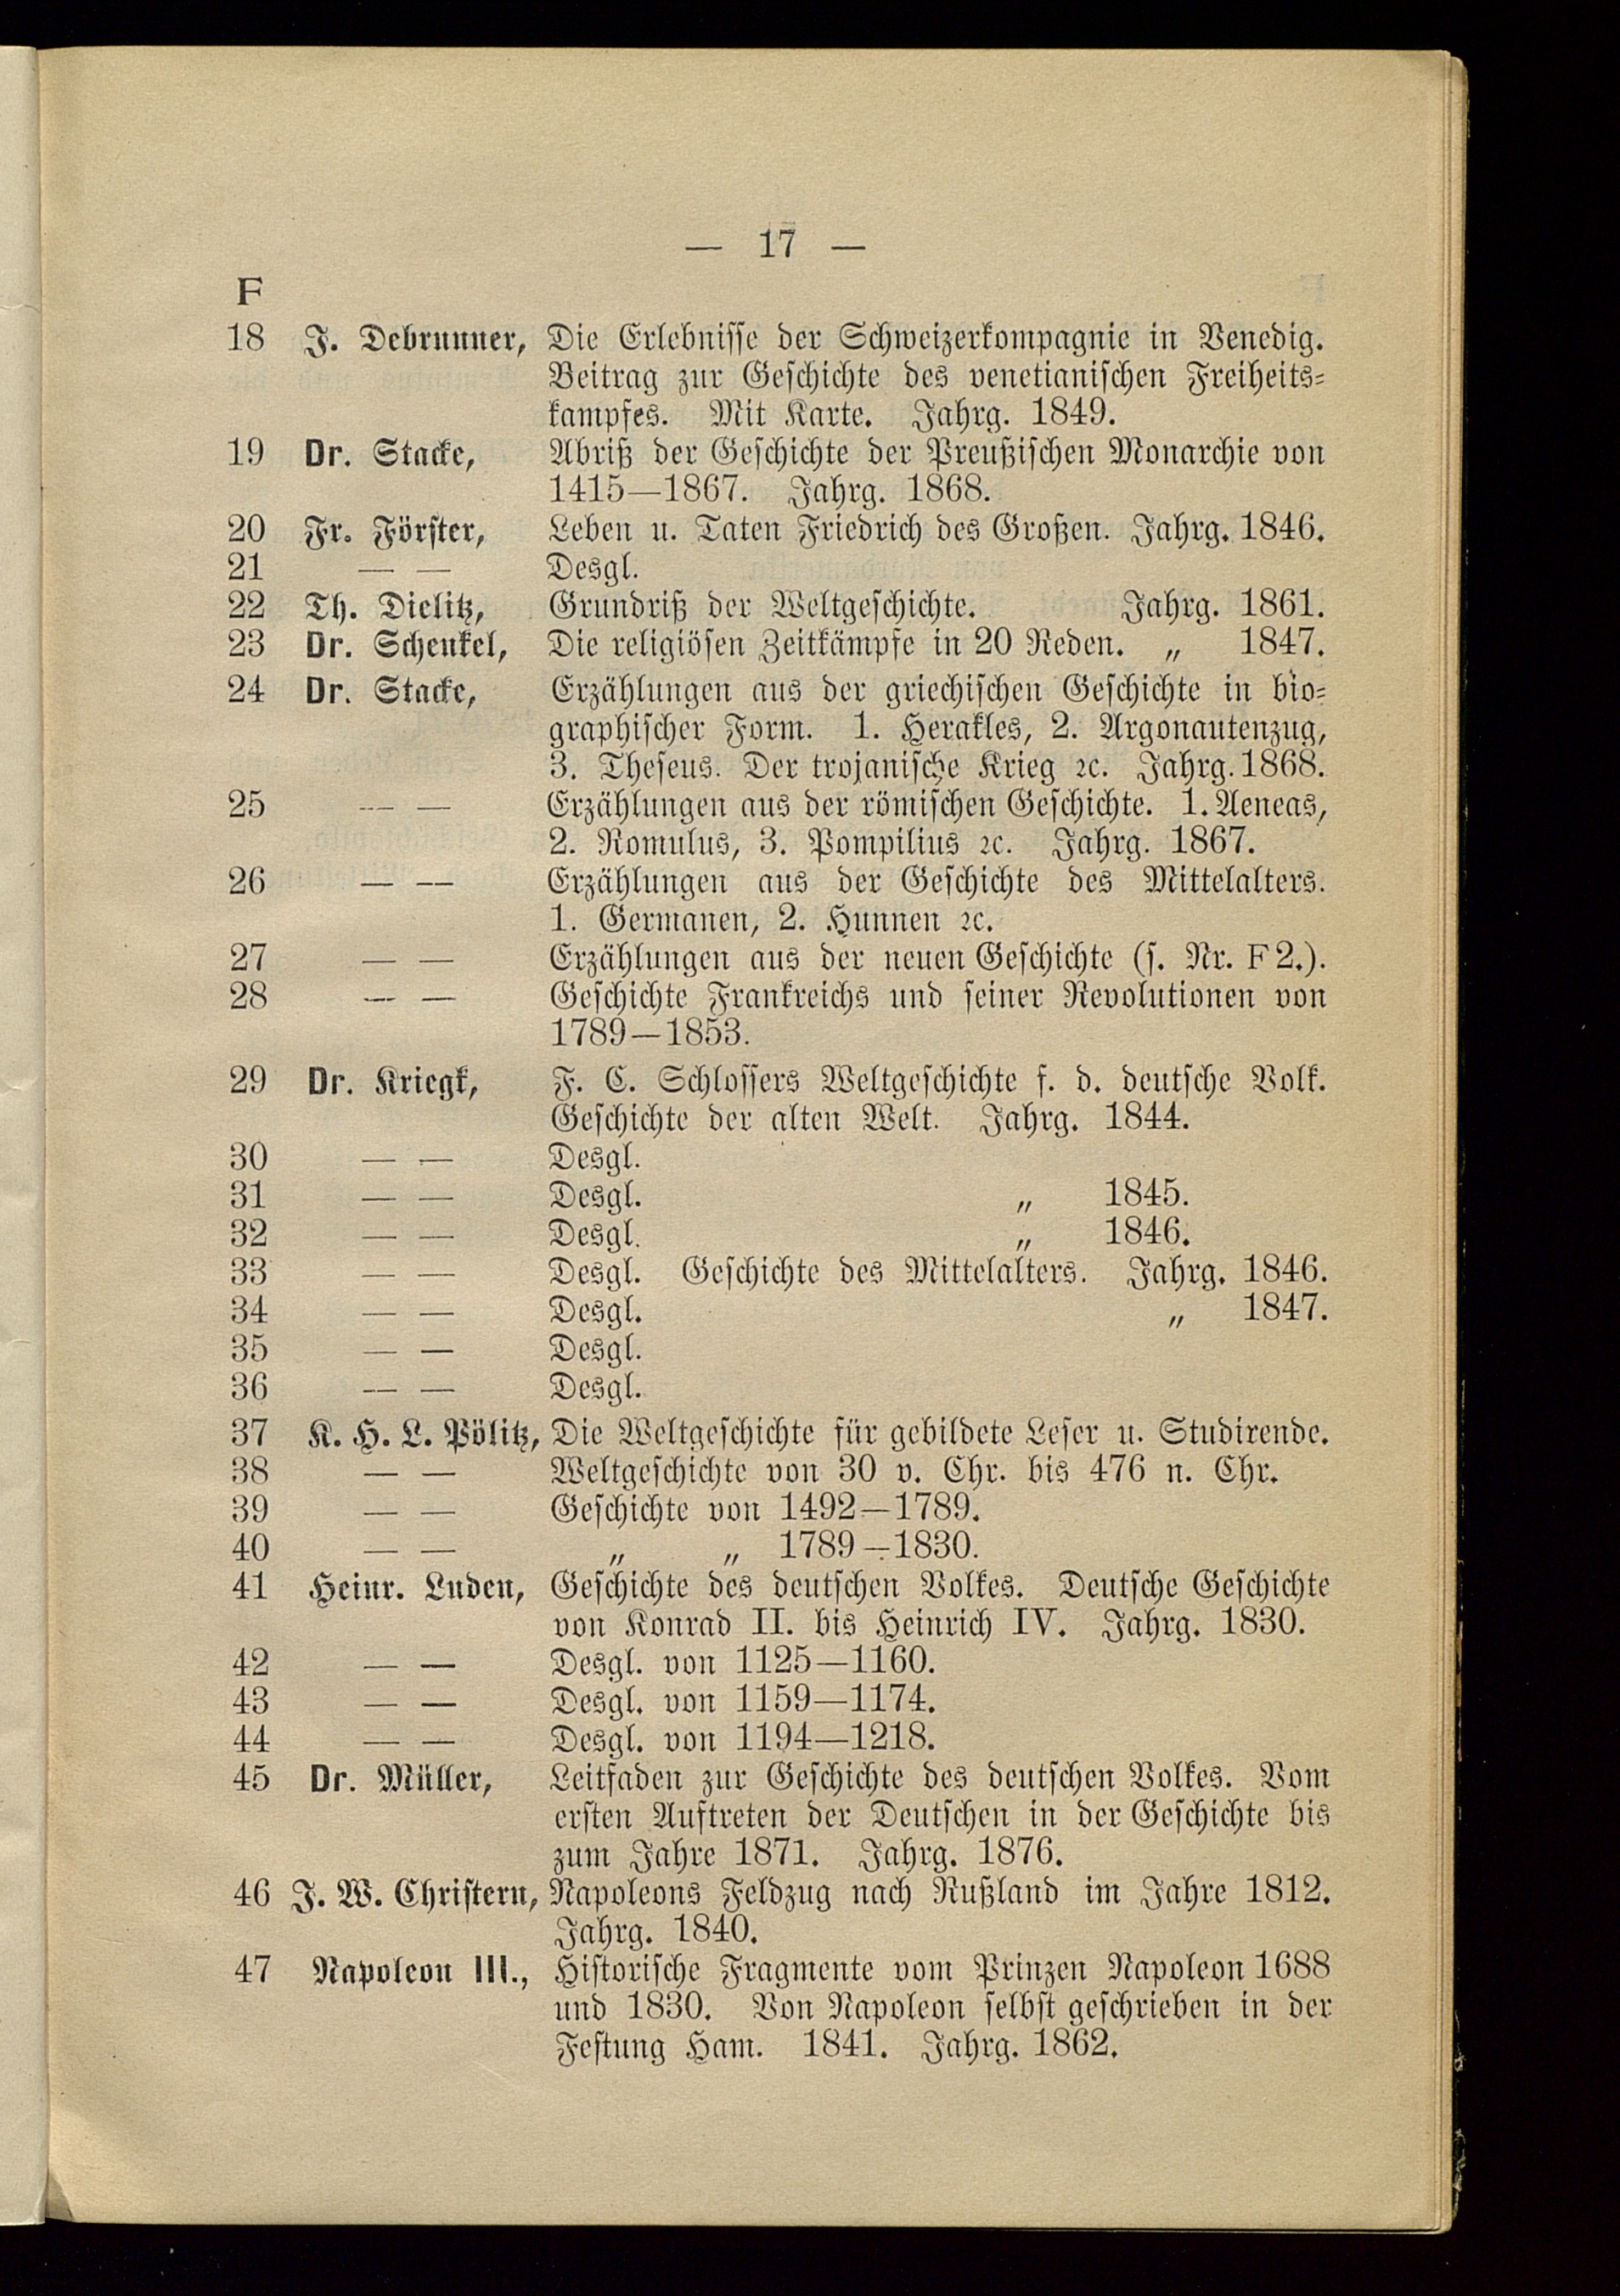 — 17 —
F
18 J. Debrunner, Die Erlebnisse der Schweizerkompagnie in Venedig.
Beitrag zur Geschichte des venetianischen Freiheits-
kampfes. Mit Karte. Jahrg. 1849.
19 Dr. Stacke, Abriß der Geschichte der Preußischen Monarchie von
1415—1867. Jahrg. 1868.
20 Fr. Förster, Leben u. Taten Friedrich des Großen. Jahrg. 1846.
21 — — Desgl.
22 Th. Dielitz, Grundriß der Weltgeschichte. Jahrg. 1861.
23 Dr. Schenkel, Die religiösen Zeitkämpfe in 20 Reden. „ 1847.
24 Dr. Stacke, Erzählungen aus der griechischen Geschichte in bio-
graphischer Form. 1. Herakles, 2. Argonautenzug,
3. Theseus. Der trojanische Krieg ꝛc. Jahrg. 1868.
25 — — Erzählungen aus der römischen Geschichte. 1. Aeneas,
2. Romulus, 3. Pompilius ꝛc. Jahrg. 1867.
26 — — Erzählungen aus der Geschichte des Mittelalters.
1. Germanen, 2. Hunnen ꝛc.
27 — — Erzählungen aus der neuen Geschichte (s. Nr. F 2.).
28 — — Geschichte Frankreichs und seiner Revolutionen von
1789—1853.
29 Dr. Kriegk, F. C. Schlossers Weltgeschichte f. d. deutsche Volk.
Geschichte der alten Welt. Jahrg. 1844.
30 — — Desgl.
31 — — Desgl. „ 1845.
32 — — Desgl. „ 1846.
33 — — Desgl. Geschichte des Mittelalters. Jahrg. 1846.
34 — — Desgl. „ 1847.
35 — — Desgl.
36 — — Desgl.
37 K. H. L. Pölitz, Die Weltgeschichte für gebildete Leser u. Studirende.
38 — — Weltgeschichte von 30 v. Chr. bis 476 n. Chr.
39 — — Geschichte von 1492—1789.
40 — — „ „ 1789—1830.
41 Heinr. Luden, Geschichte des deutschen Volkes. Deutsche Geschichte
von Konrad II. bis Heinrich IV. Jahrg. 1830.
42 — — Desgl. von 1125—1160.
43 — — Desgl. von 1159—1174.
44 — — Desgl. von 1194—1218.
45 Dr. Müller, Leitfaden zur Geschichte des deutschen Volkes. Vom
ersten Auftreten der Deutschen in der Geschichte bis
zum Jahre 1871. Jahrg. 1876.
46 J. W. Christern, Napoleons Feldzug nach Rußland im Jahre 1812.
Jahrg. 1840.
47 Napoleon III., Historische Fragmente vom Prinzen Napoleon 1688
und 1830. Von Napoleon selbst geschrieben in der
Festung Ham. 1841. Jahrg. 1862.